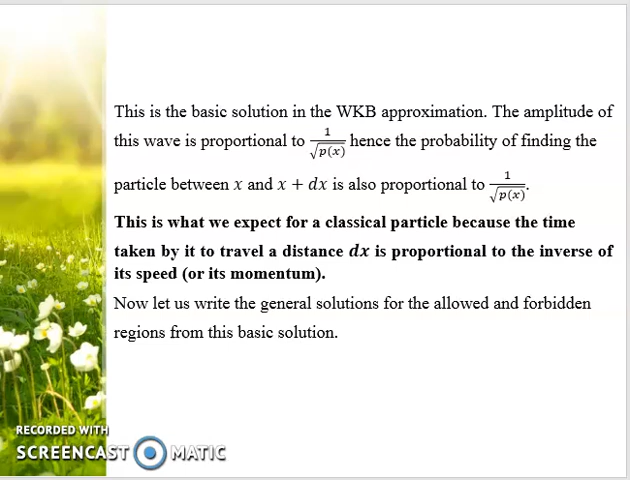 This is the basic solution in the WKB approximation. The amplitude of
this wave is proportional to 1/√p(x) hence the probability of finding the
particle between x and x + dx is also proportional to 1/√p(x).
This is what we expect for a classical particle because the time
taken by it to travel a distance dx is proportional to the inverse of
its speed (or its momentum).
Now let us write the general solutions for the allowed and forbidden
regions from this basic solution.
RECORDED WITH
SCREENCAST MATIC